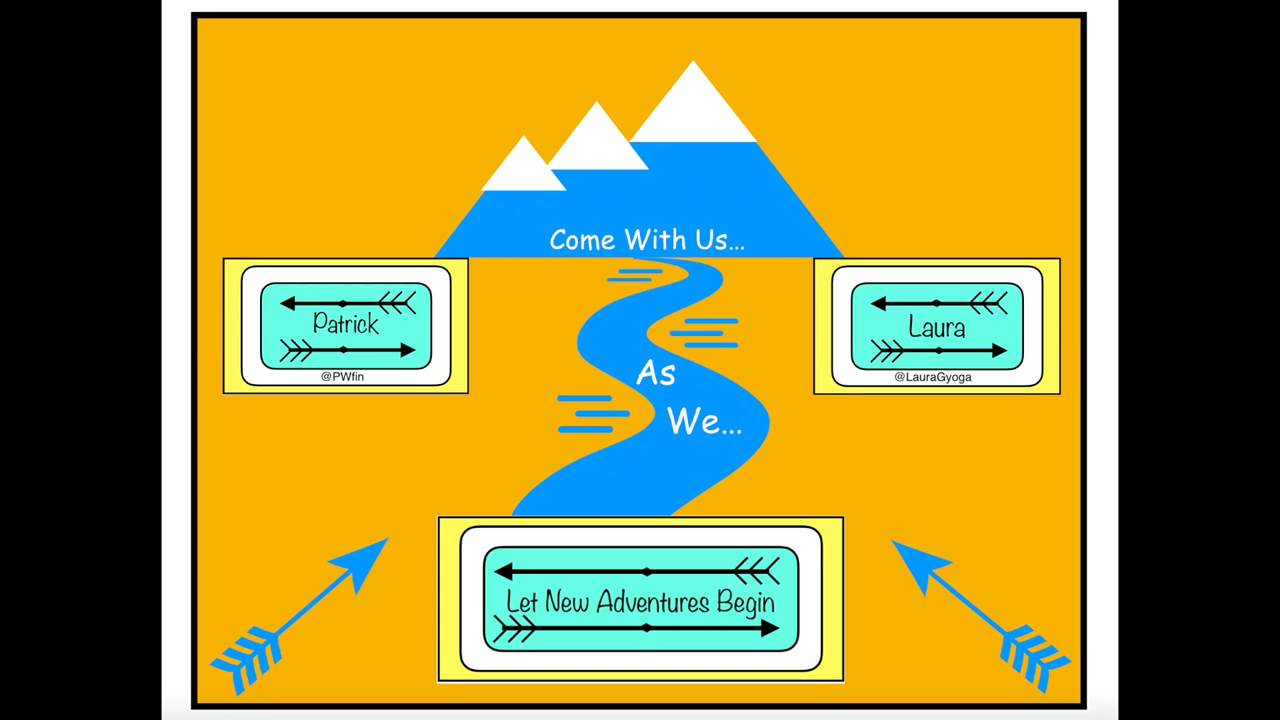 Come With Us...
Patrick
@PWfin
Laura
@LauraGyoga
As
We...
Let New Adventures Begin